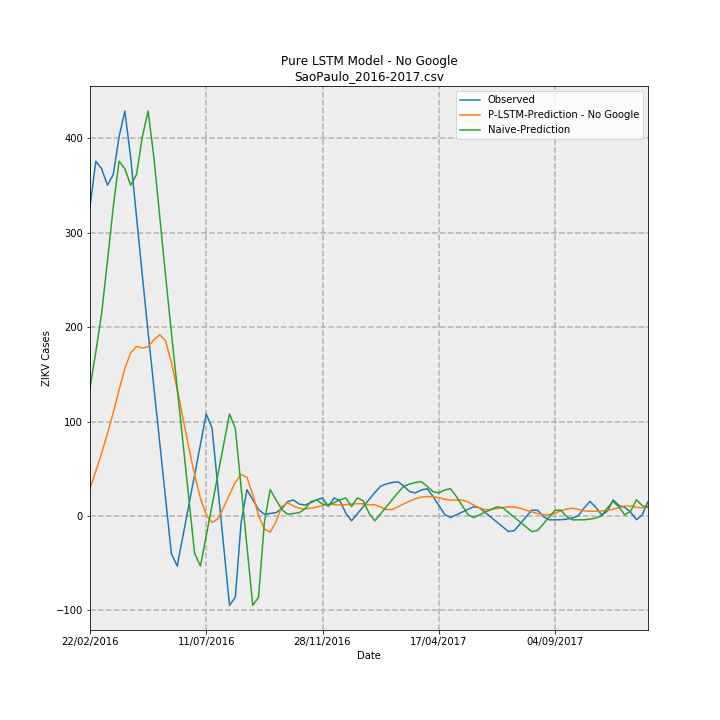 Pure LSTM Model - No Google
SaoPaulo_2016-2017.csv
Observed
P-LSTM-Prediction - No Google
Naive-Prediction
ZIKV Cases
400
300
200
100
0
−100
22/02/2016
11/07/2016
28/11/2016
17/04/2017
04/09/2017
Date